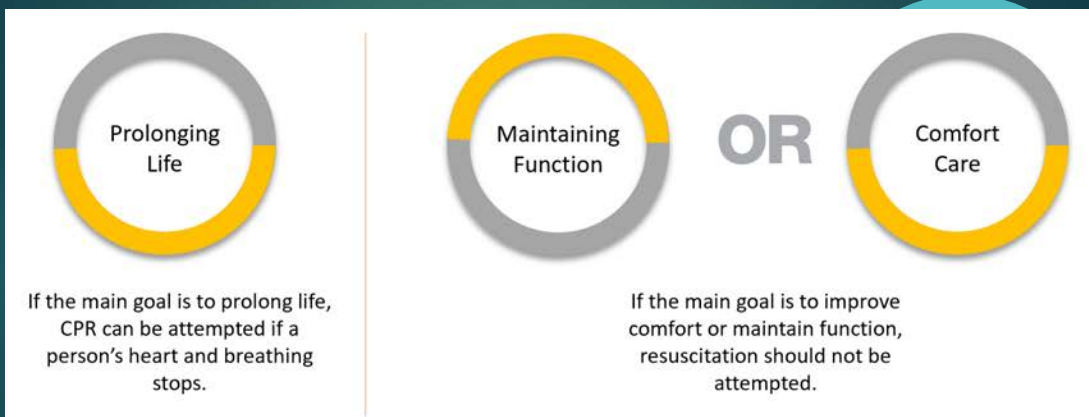 Prolonging
Life
Maintaining
Function
OR
Comfort
Care
If the main goal is to prolong life,
CPR can be attempted if a
person's heart and breathing
stops.
If the main goal is to improve
comfort or maintain function,
resuscitation should not be
attempted.